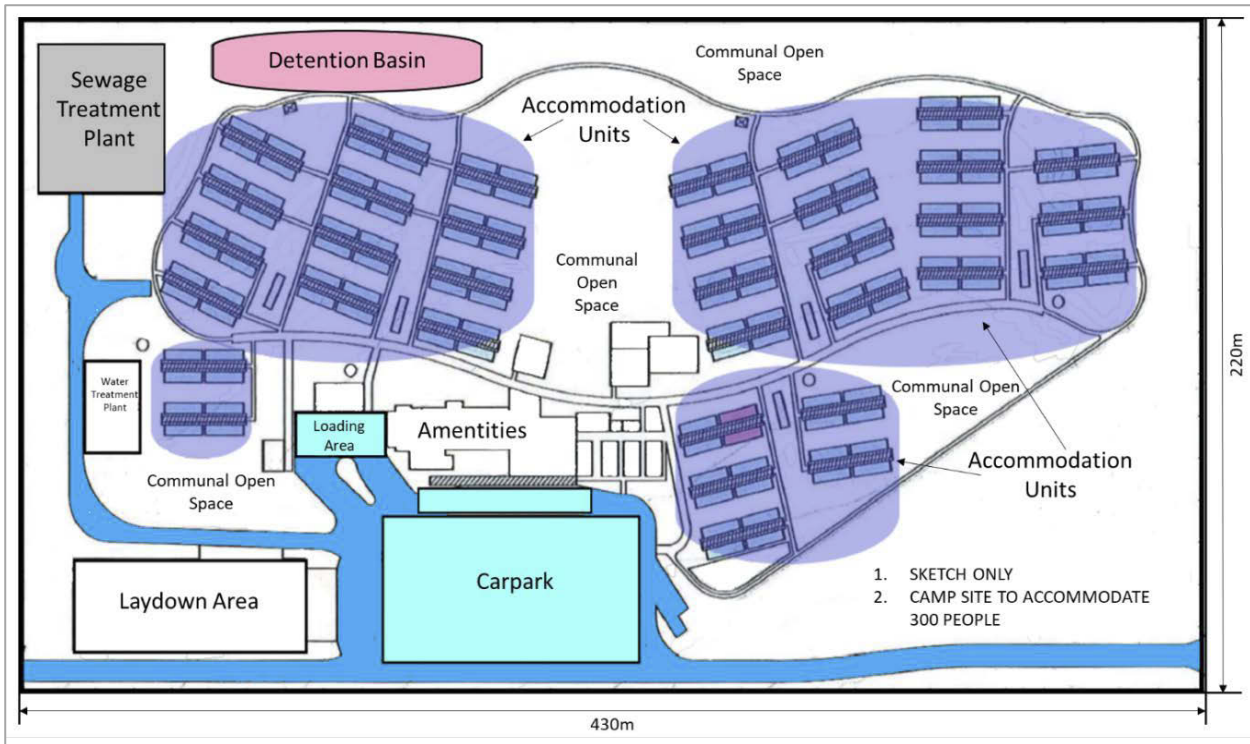 Sewage
Treatment
Plant
Detention Basin
Communal Open
Space
Accommodation
Units
Communal
Open
Space
220m
Water
Treatment
Plant
Loading
Area
Amentities
Communal Open
Space
Accommodation
Units
Communal Open
Space
Laydown Area
Carpark
1. SKETCH ONLY
2. CAMP SITE TO ACCOMMODATE
300 PEOPLE
430m